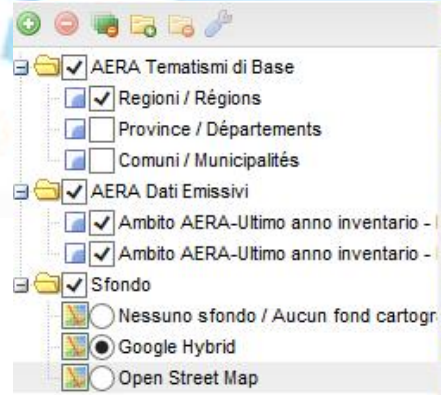 AERA Tematismi di Base
Regioni / Régions
Province / Départements
Comuni / Municipalités
AERA Dati Emissivi
Ambito AERA-Ultimo anno inventario -
Ambito AERA-Ultimo anno inventario -
Sfondo
Nessuno sfondo / Aucun fond cartogr
Google Hybrid
Open Street Map